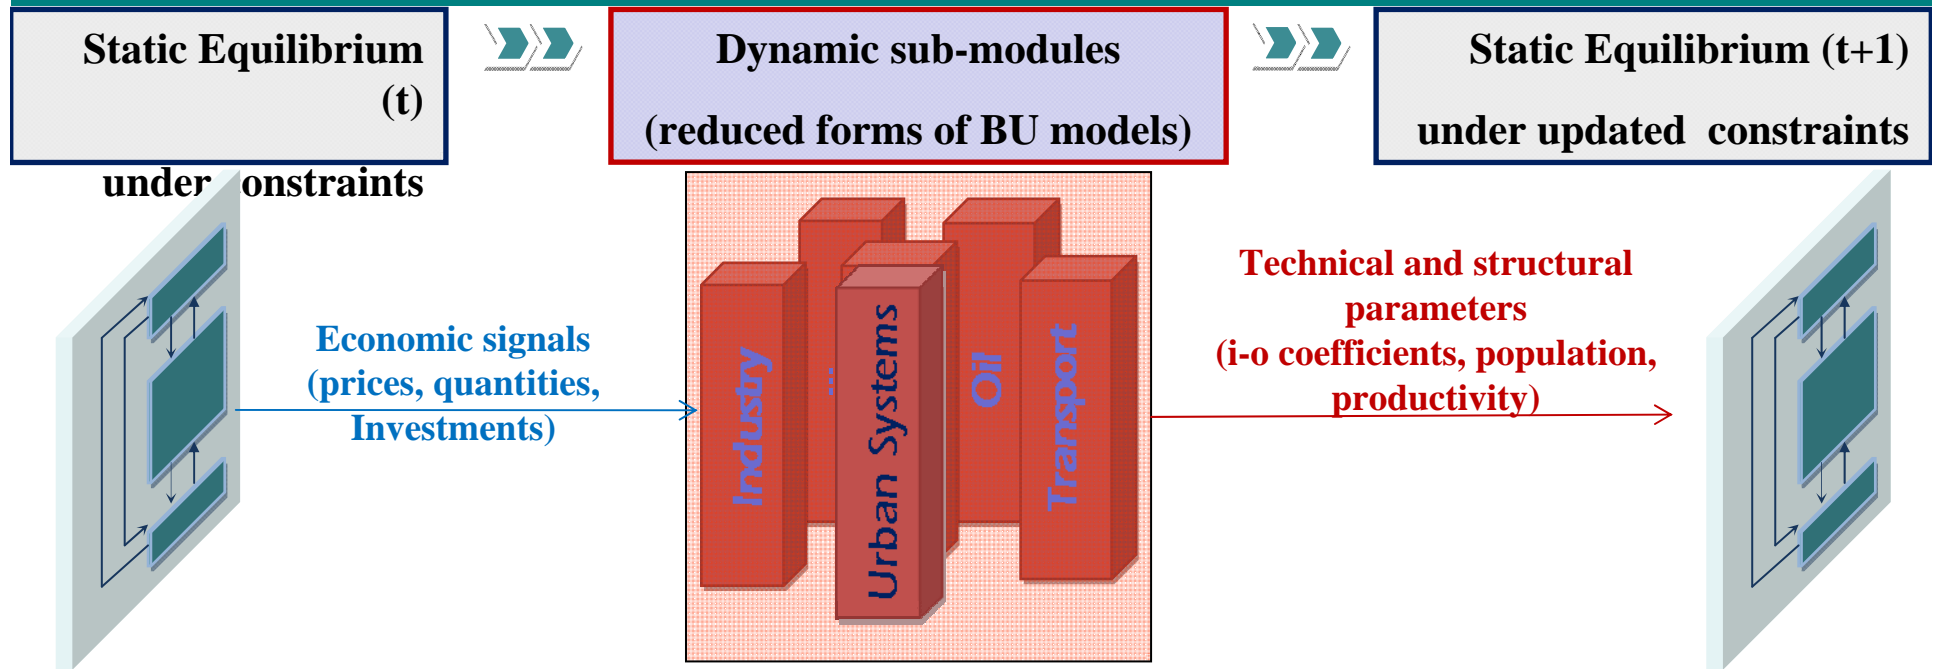 Static Equilibrium
(t)
under constraints
Dynamic sub-modules
(reduced forms of BU models)
Static Equilibrium (t+1)
under updated constraints
Economic signals
(prices, quantities,
Investments)
Industry
...
Urban Systems
Oil
Transport
Technical and structural
parameters
(i-o coefficients, population,
productivity)